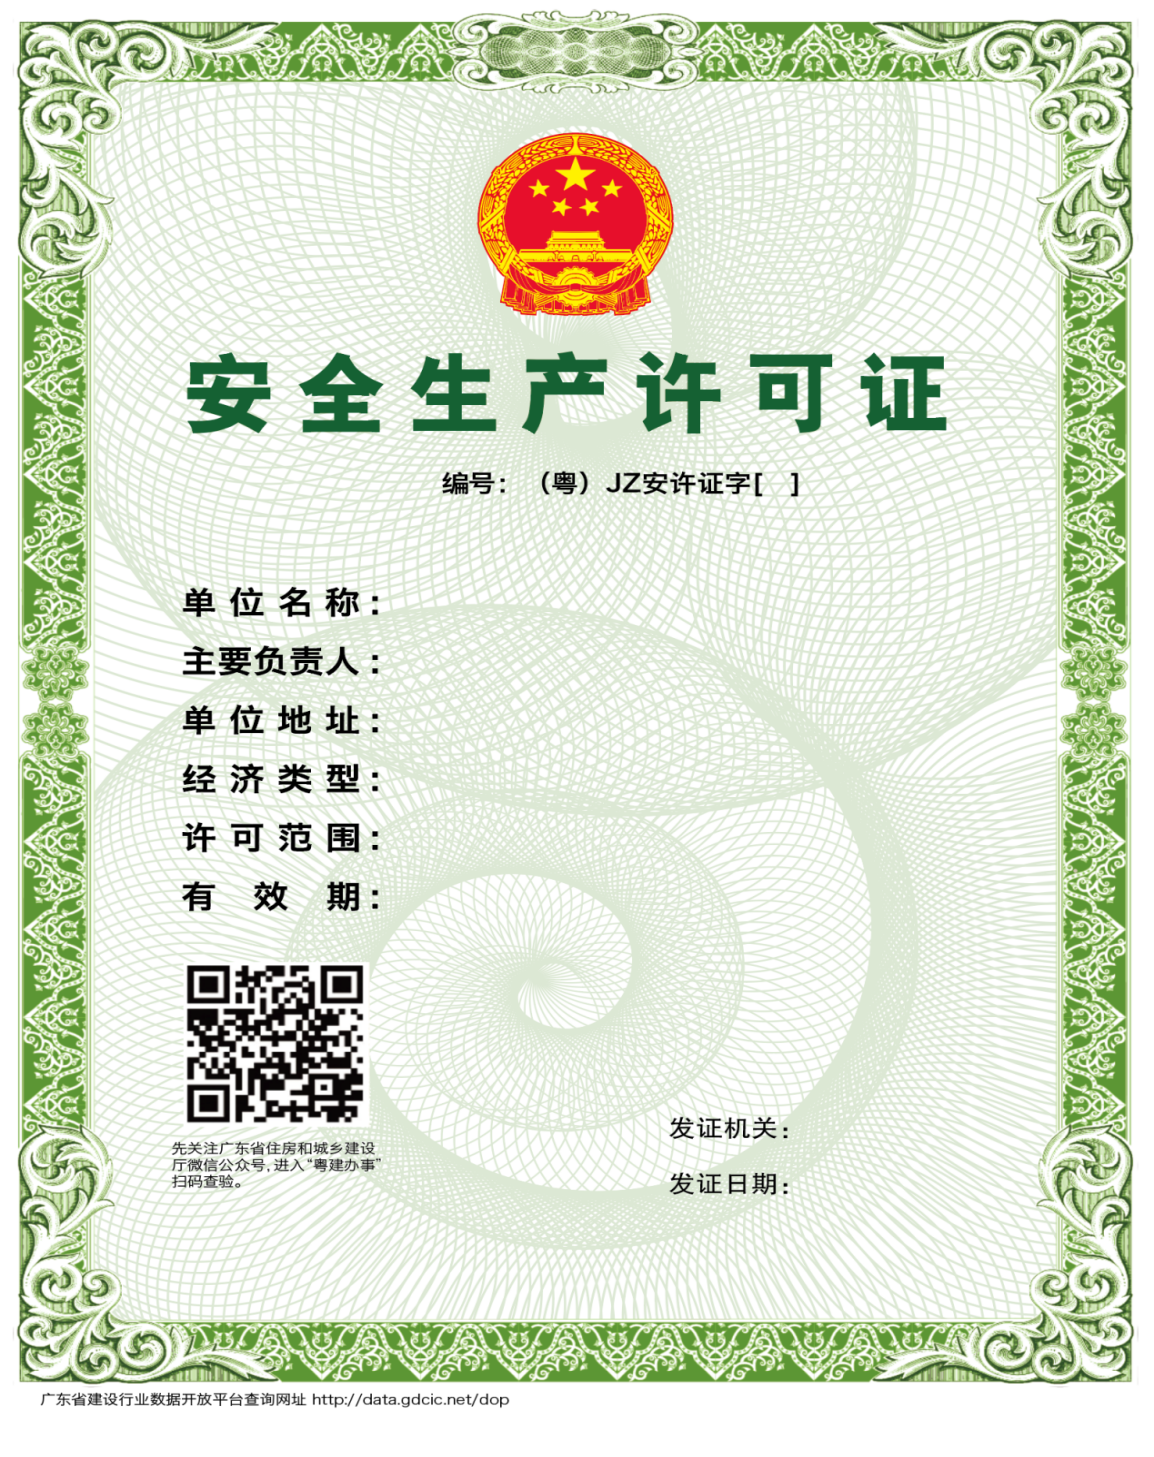 安全生产许可证
编号：（粤）JZ安许证字[ ]
单位名称：
主要负责人：
单位地址：
经济类型：
许可范围：
有效期：
先关注广东省住房和城乡建设
厅微信公众号，进入“粤建办事”
扫码查验。
发证机关：
发证日期：
广东省建设行业数据开放平台查询网址 http://data.gdcic.net/dop